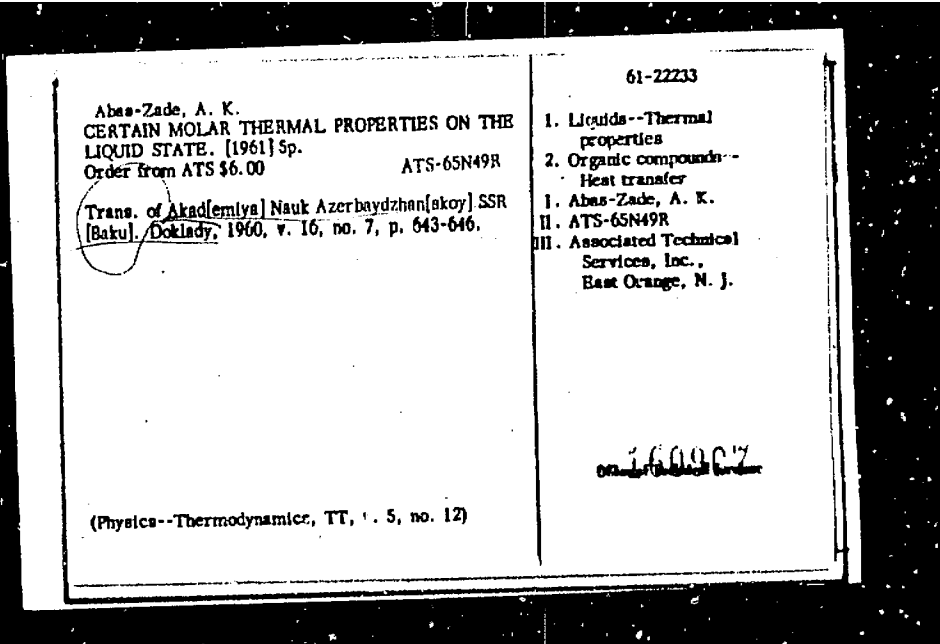 Abas-Zade, A. K.
CERTAIN MOLAR THERMAL PROPERTIES ON THE
LIQUID STATE. [1961] 5p.
Order from ATS $6.00 ATS-65N49R
Trans. of Akad[emiya] Nauk Azerbaydzhan[skoy] SSR
[Baku]. Doklady, 1960, v. 16, no. 7, p. 643-646.
(Physics--Thermodynamics, TT, v. 5, no. 12)
61-22233
1. Liquids--Thermal
properties
2. Organic compounds--
Heat transfer
I. Abas-Zade, A. K.
II. ATS-65N49R
III. Associated Technical
Services, Inc.,
East Orange, N. J.